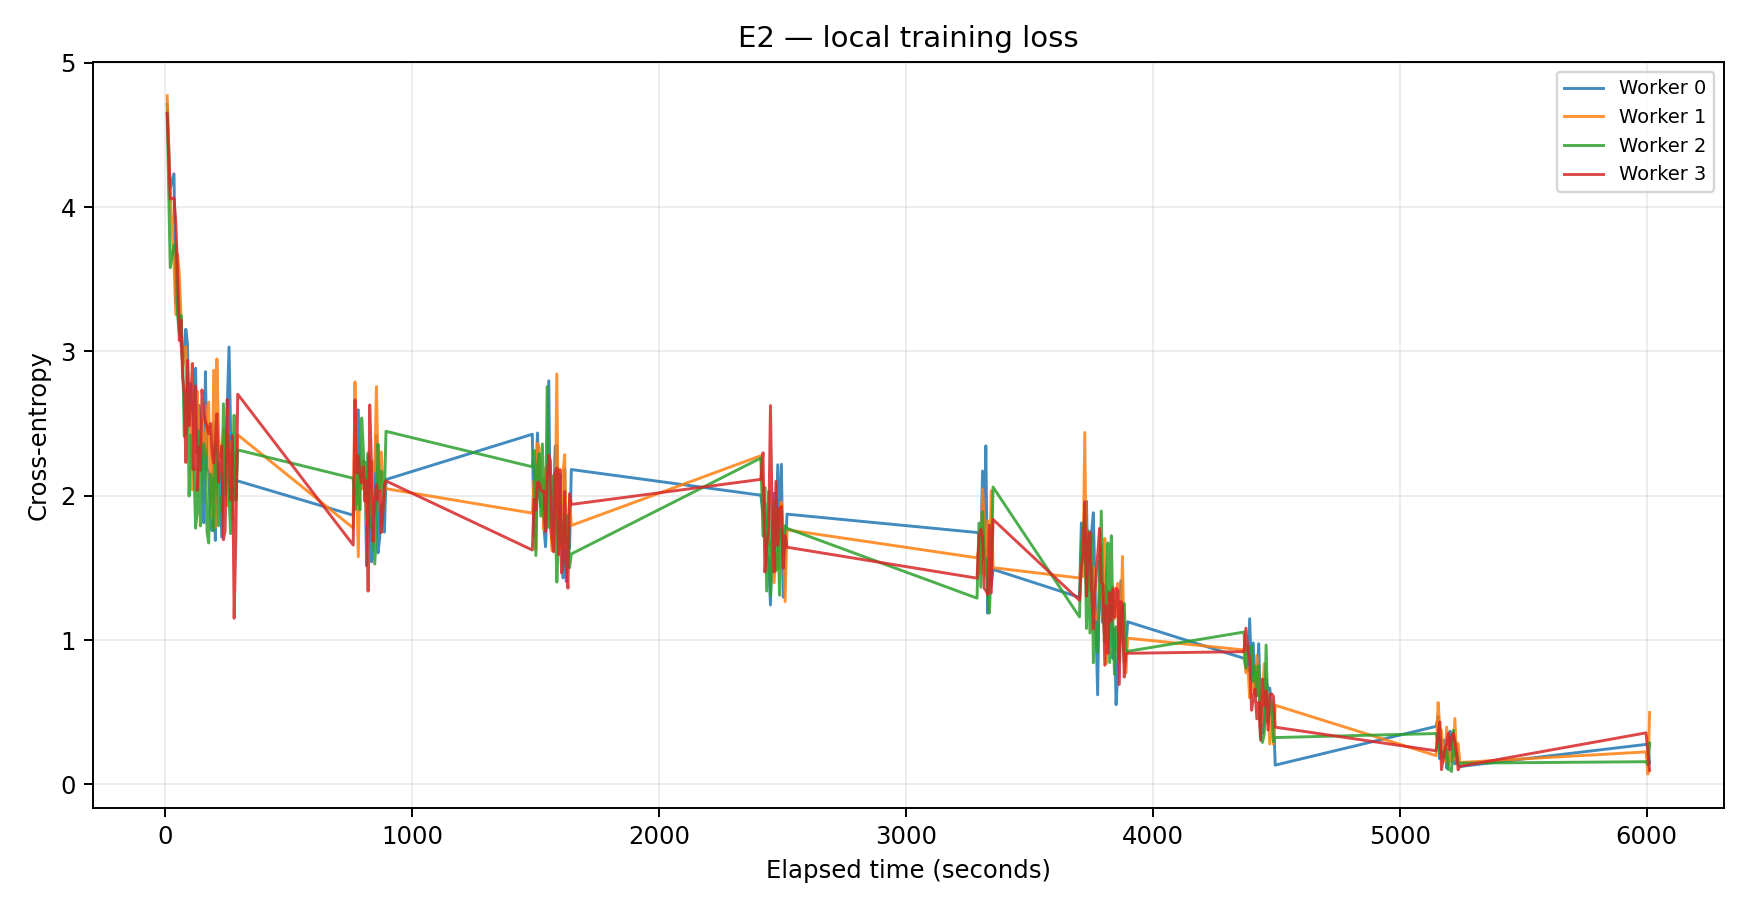 E2 — local training loss
Cross-entropy
5
4
3
2
1
0
Worker 0
Worker 1
Worker 2
Worker 3
0 1000 2000 3000 4000 5000 6000
Elapsed time (seconds)